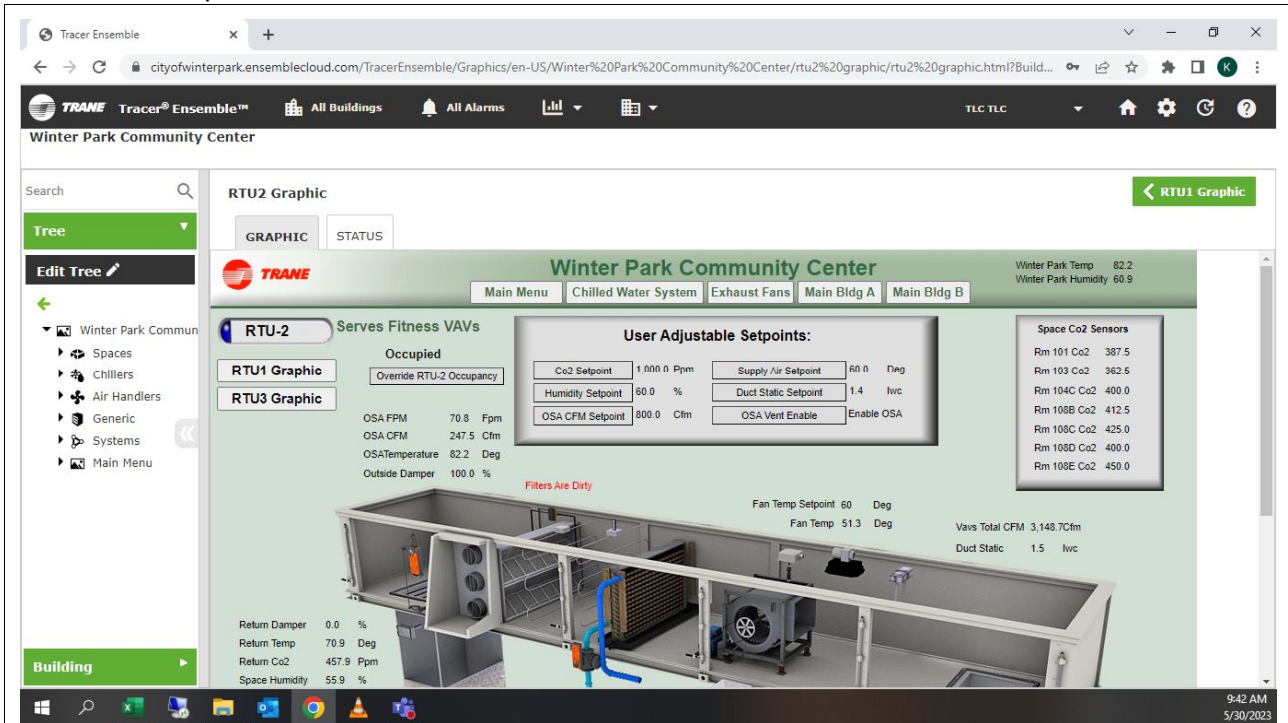 Tracer Ensemble
cityofwinterpark.ensemblecloud.com/TracerEnsemble/Graphics/en-US/Winter%20Park%20Community%20Center/rtu2%20graphic/rtu2%20graphic.html?Build...
K
TRANE Tracer® Ensemble™ All Buildings All Alarms TLC TLC
Winter Park Community Center
Search
RTU2 Graphic
RTU1 Graphic
Tree
GRAPHIC STATUS
Edit Tree
Winter Park Commun
Spaces
Chillers
Air Handlers
Generic
Systems
Main Menu
Building
TRANE
Winter Park Community Center
Winter Park Temp 82.2
Winter Park Humidity 60.9
Main Menu Chilled Water System Exhaust Fans Main Bldg A Main Bldg B
RTU-2 Serves Fitness VAVs
Occupied
Override RTU-2 Occupancy
RTU1 Graphic
RTU3 Graphic
User Adjustable Setpoints:
Co2 Setpoint 1,000.0 Ppm Supply Air Setpoint 60.0 Deg
Humidity Setpoint 60.0 % Duct Static Setpoint 1.4 Iwc
OSA CFM Setpoint 800.0 Cfm OSA Vent Enable Enable OSA
Space Co2 Sensors
Rm 101 Co2 387.5
Rm 103 Co2 362.5
Rm 104C Co2 400.0
Rm 108B Co2 412.5
Rm 108C Co2 425.0
Rm 108D Co2 400.0
Rm 108E Co2 450.0
OSA FPM 70.8 Fpm
OSA CFM 247.5 Cfm
OSATemperature 82.2 Deg
Outside Damper 100.0 %
Filters Are Dirty
Fan Temp Setpoint 60 Deg
Fan Temp 51.3 Deg
Vavs Total CFM 3,148.7Cfm
Duct Static 1.5 Iwc
Return Damper 0.0 %
Return Temp 70.9 Deg
Return Co2 457.9 Ppm
Space Humidity 55.9 %
9:42 AM
5/30/2023